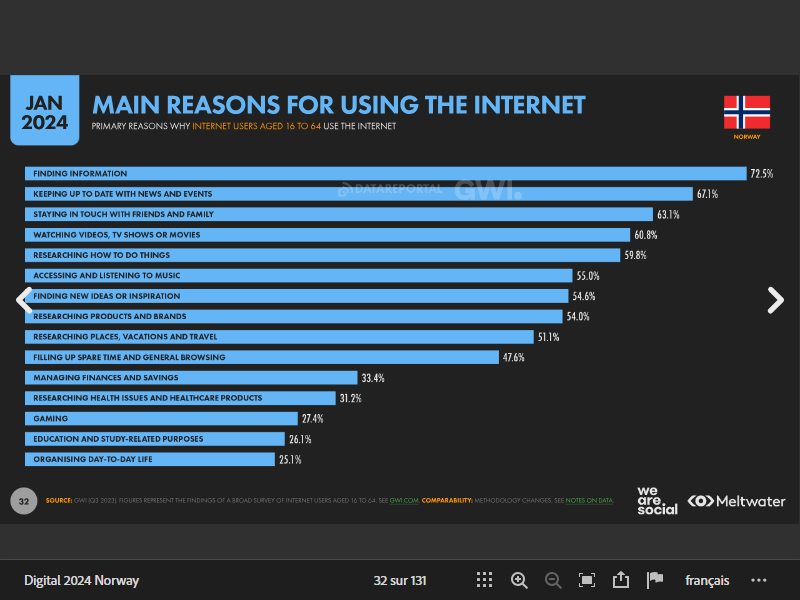 JAN
2024
MAIN REASONS FOR USING THE INTERNET
PRIMARY REASONS WHY INTERNET USERS AGED 16 TO 64 USE THE INTERNET
NORWAY
DATAREPORTAL GWI.
FINDING INFORMATION 72.5%
KEEPING UP TO DATE WITH NEWS AND EVENTS 67.1%
STAYING IN TOUCH WITH FRIENDS AND FAMILY 63.1%
WATCHING VIDEOS, TV SHOWS OR MOVIES 60.8%
RESEARCHING HOW TO DO THINGS 59.8%
ACCESSING AND LISTENING TO MUSIC 55.0%
FINDING NEW IDEAS OR INSPIRATION 54.6%
RESEARCHING PRODUCTS AND BRANDS 54.0%
RESEARCHING PLACES, VACATIONS AND TRAVEL 51.1%
FILLING UP SPARE TIME AND GENERAL BROWSING 47.6%
MANAGING FINANCES AND SAVINGS 33.4%
RESEARCHING HEALTH ISSUES AND HEALTHCARE PRODUCTS 31.2%
GAMING 27.4%
EDUCATION AND STUDY-RELATED PURPOSES 26.1%
ORGANISING DAY-TO-DAY LIFE 25.1%
32
SOURCE: GWI (Q3 2023). FIGURES REPRESENT THE FINDINGS OF A BROAD SURVEY OF INTERNET USERS AGED 16 TO 64. SEE GWI.COM. COMPARABILITY: METHODOLOGY CHANGES. SEE NOTES ON DATA.
we
are
social
Meltwater
Digital 2024 Norway
32 sur 131
français